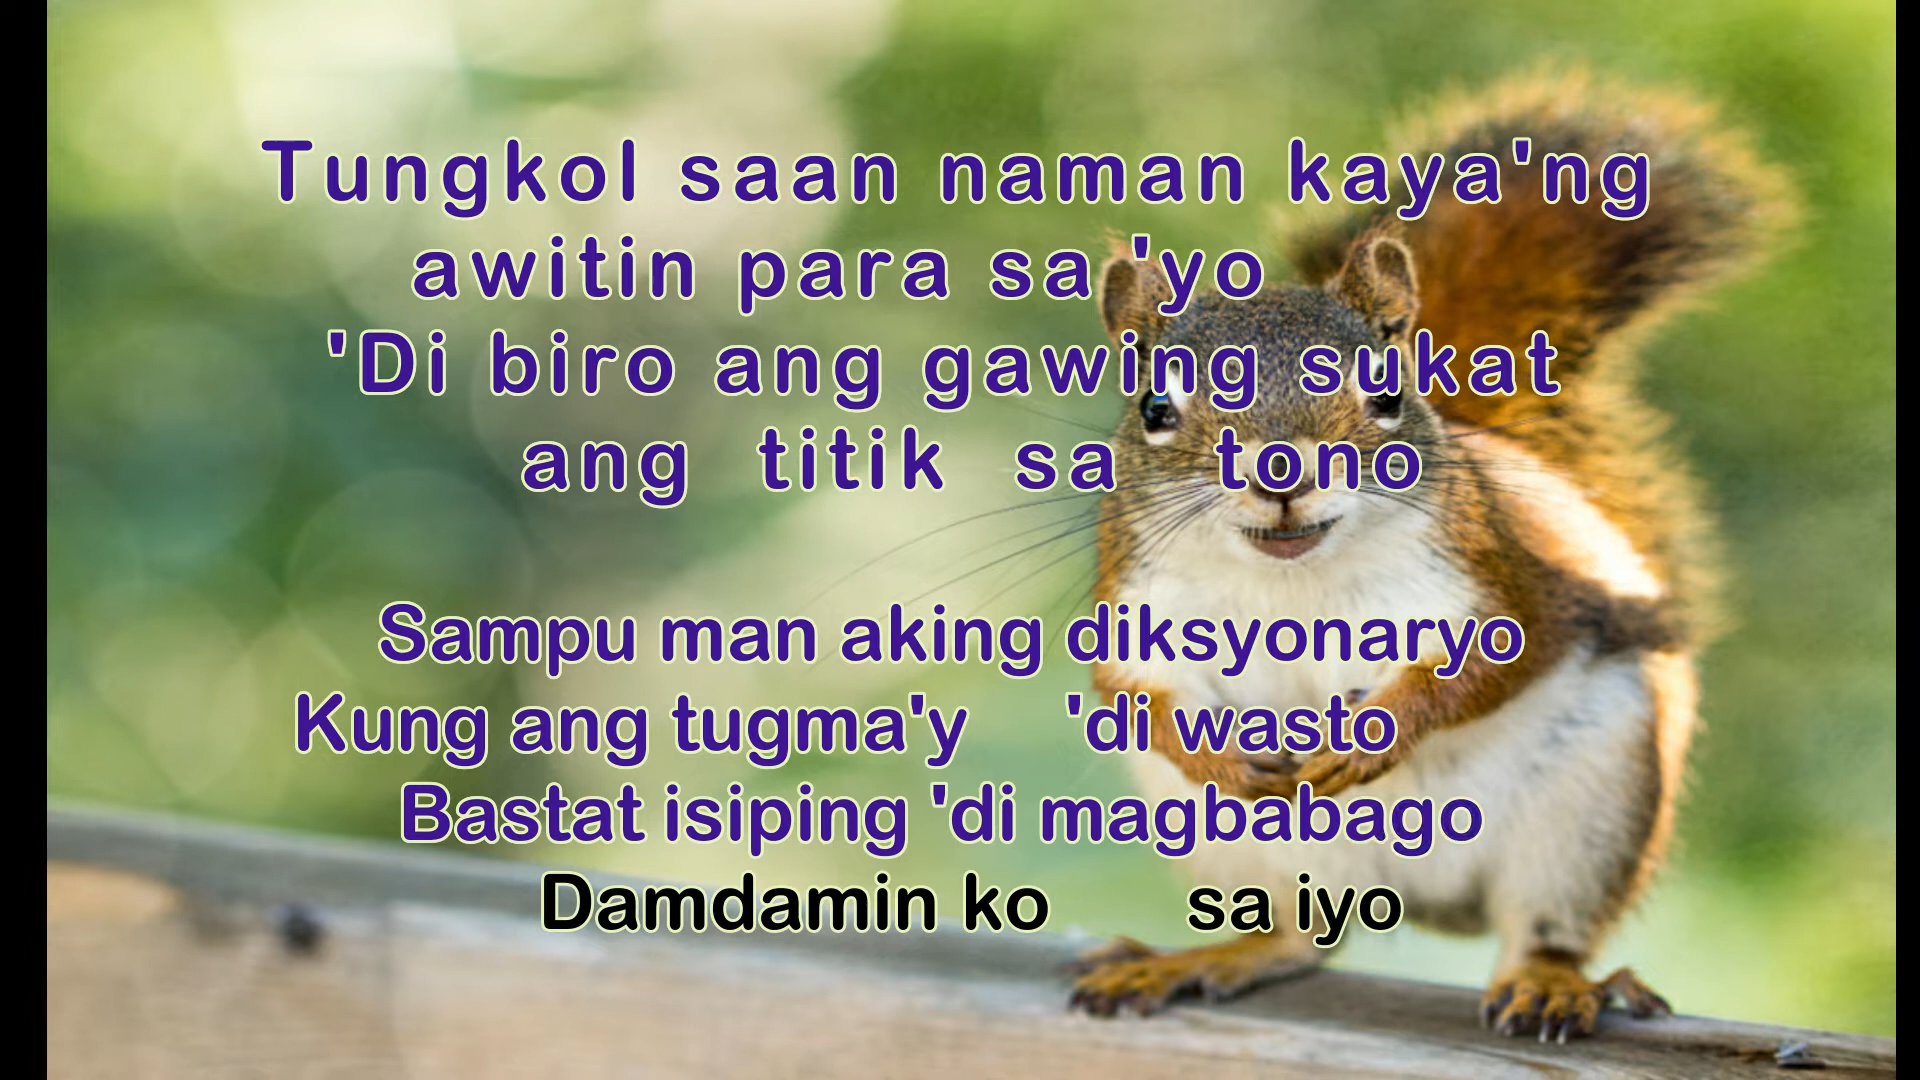 Tungkol saan naman kaya'ng
awitin para sa 'yo
'Di biro ang gawing sukat
ang titik sa tono
Sampu man aking diksyonaryo
Kung ang tugma'y 'di wasto
Bastat isiping 'di magbabago
Damdamin ko sa iyo